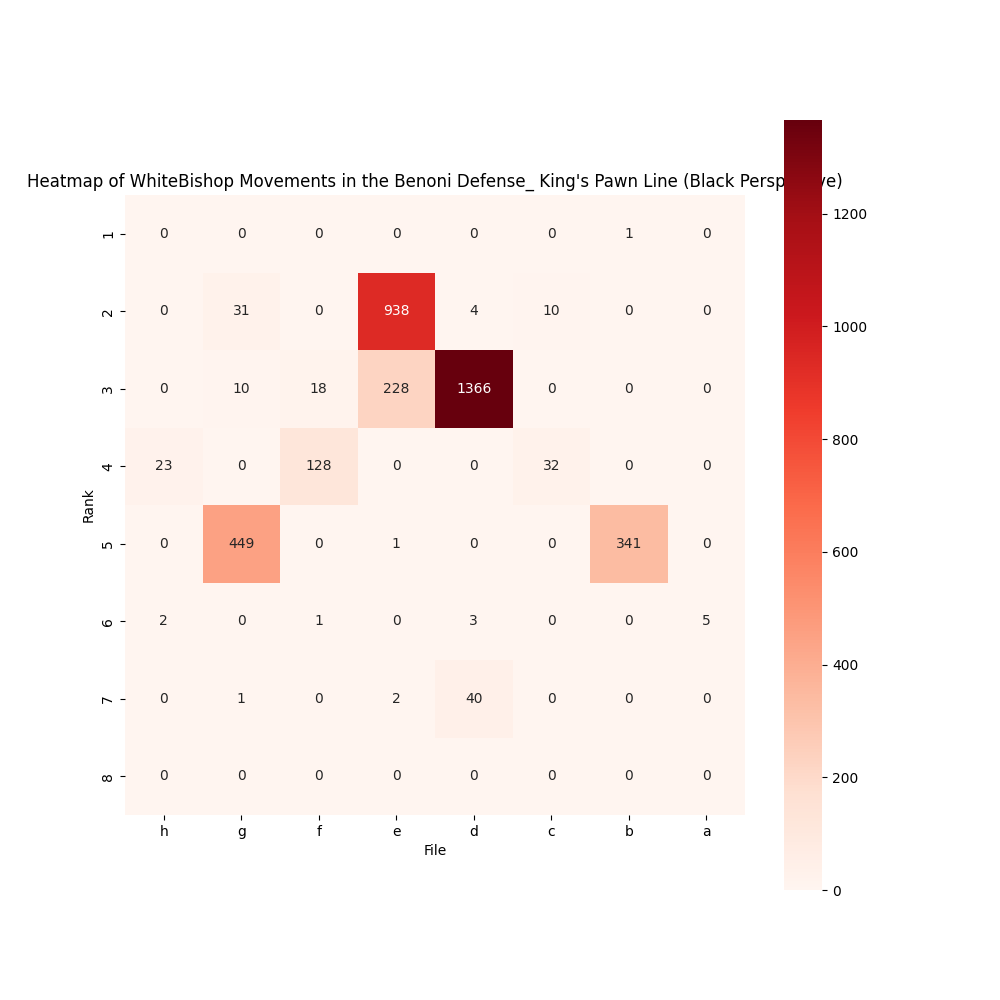 Heatmap of WhiteBishop Movements in the Benoni Defense_ King's Pawn Line (Black Perspective)
1 0 0 0 0 0 0 1 0
2 0 31 0 938 4 10 0 0
3 0 10 18 228 1366 0 0 0
4 23 0 128 0 0 32 0 0
5 0 449 0 1 0 0 341 0
6 2 0 1 0 3 0 0 5
7 0 1 0 2 40 0 0 0
8 0 0 0 0 0 0 0 0
h g f e d c b a
File
Rank
1200
1000
800
600
400
200
0